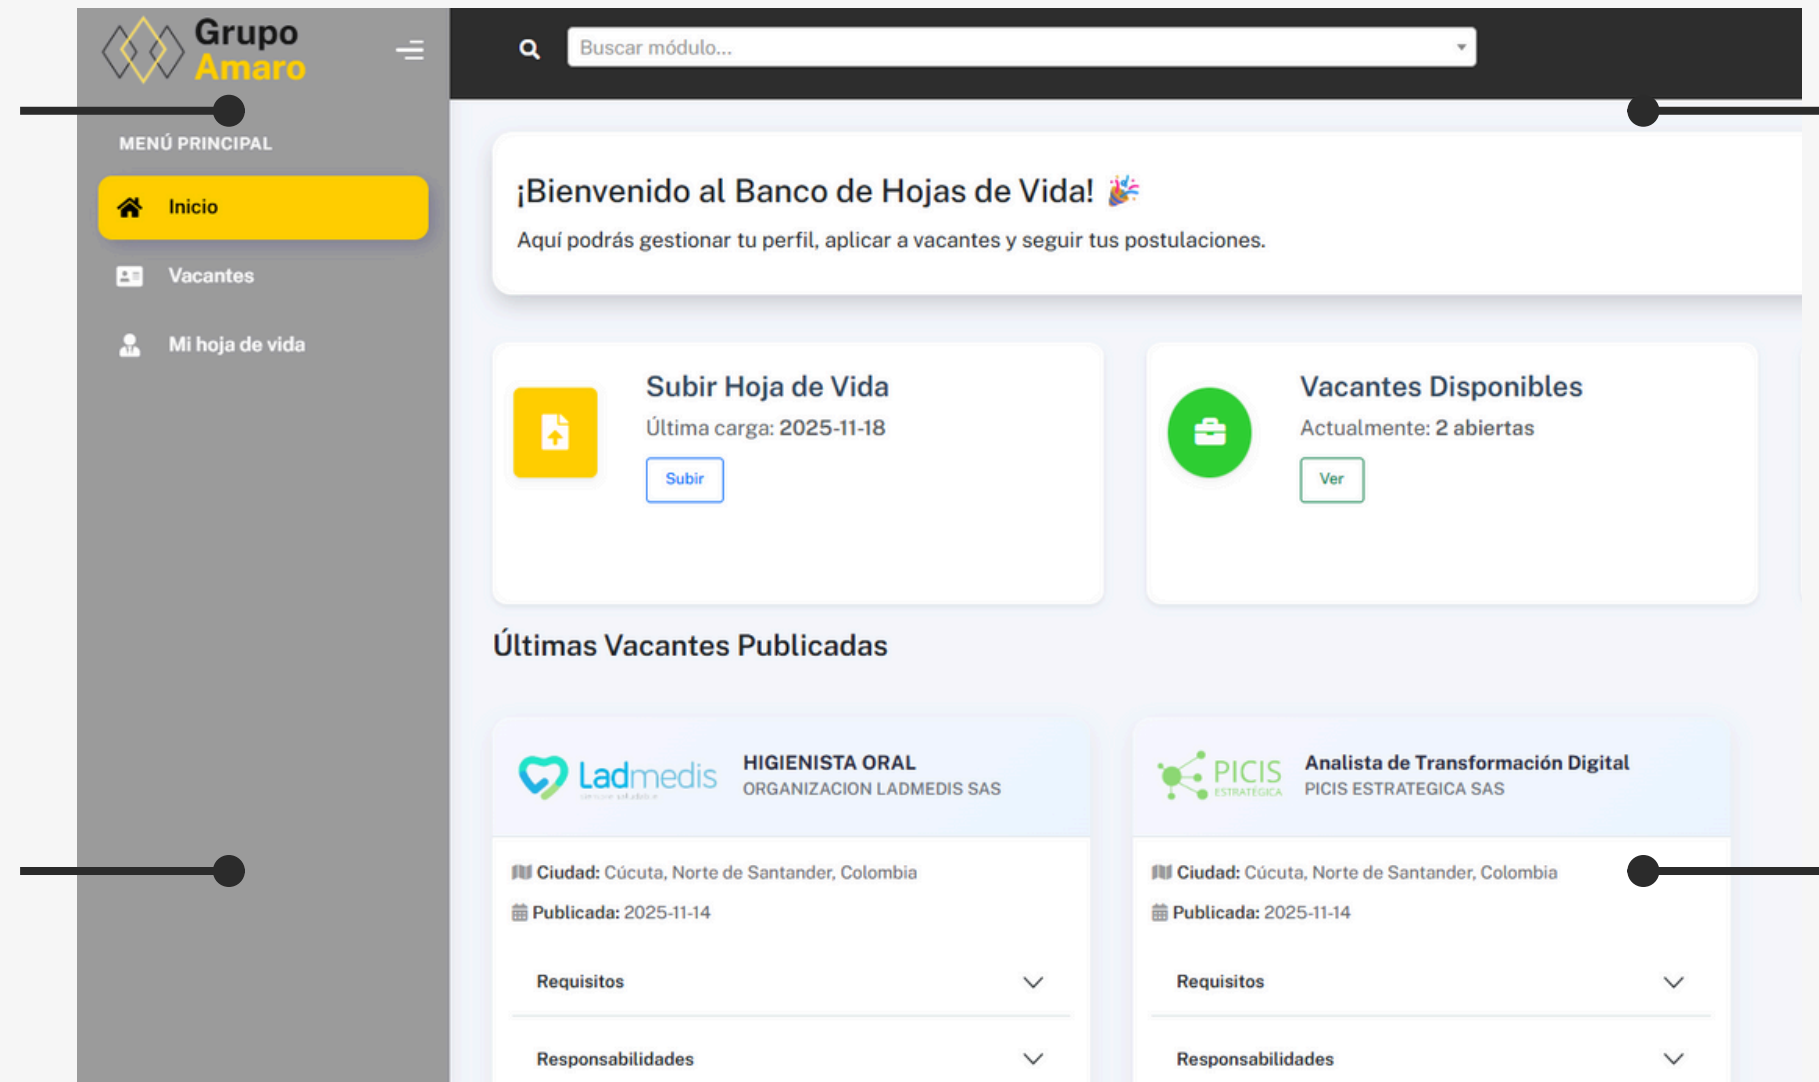 Grupo
Amaro
Buscar módulo...
MENÚ PRINCIPAL
Inicio
Vacantes
Mi hoja de vida
¡Bienvenido al Banco de Hojas de Vida! 🎉
Aquí podrás gestionar tu perfil, aplicar a vacantes y seguir tus postulaciones.
Subir Hoja de Vida
Última carga: 2025-11-18
Subir
Vacantes Disponibles
Actualmente: 2 abiertas
Ver
Últimas Vacantes Publicadas
Ladmedis
HIGIENISTA ORAL
ORGANIZACION LADMEDIS SAS
Ciudad: Cúcuta, Norte de Santander, Colombia
Publicada: 2025-11-14
Requisitos
Responsabilidades
PICIS
ESTRATÉGICA
Analista de Transformación Digital
PICIS ESTRATEGICA SAS
Ciudad: Cúcuta, Norte de Santander, Colombia
Publicada: 2025-11-14
Requisitos
Responsabilidades